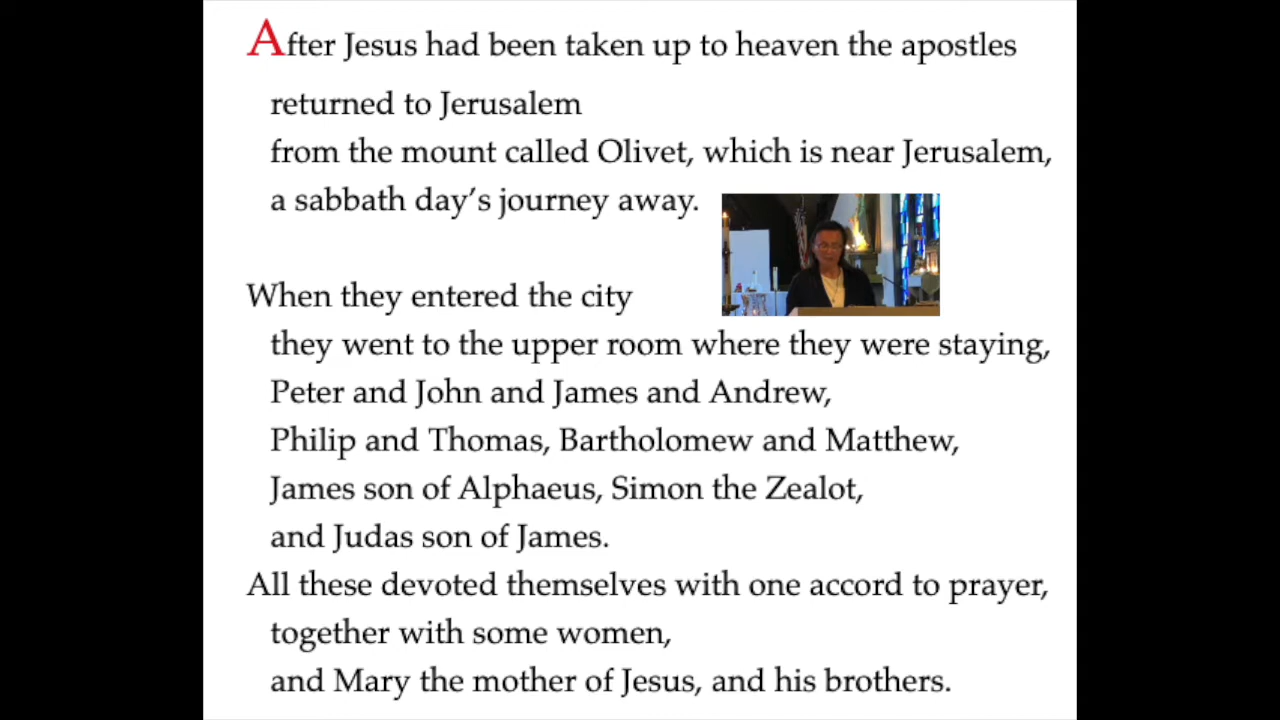 After Jesus had been taken up to heaven the apostles
returned to Jerusalem
from the mount called Olivet, which is near Jerusalem,
a sabbath day’s journey away.
When they entered the city
they went to the upper room where they were staying,
Peter and John and James and Andrew,
Philip and Thomas, Bartholomew and Matthew,
James son of Alphaeus, Simon the Zealot,
and Judas son of James.
All these devoted themselves with one accord to prayer,
together with some women,
and Mary the mother of Jesus, and his brothers.